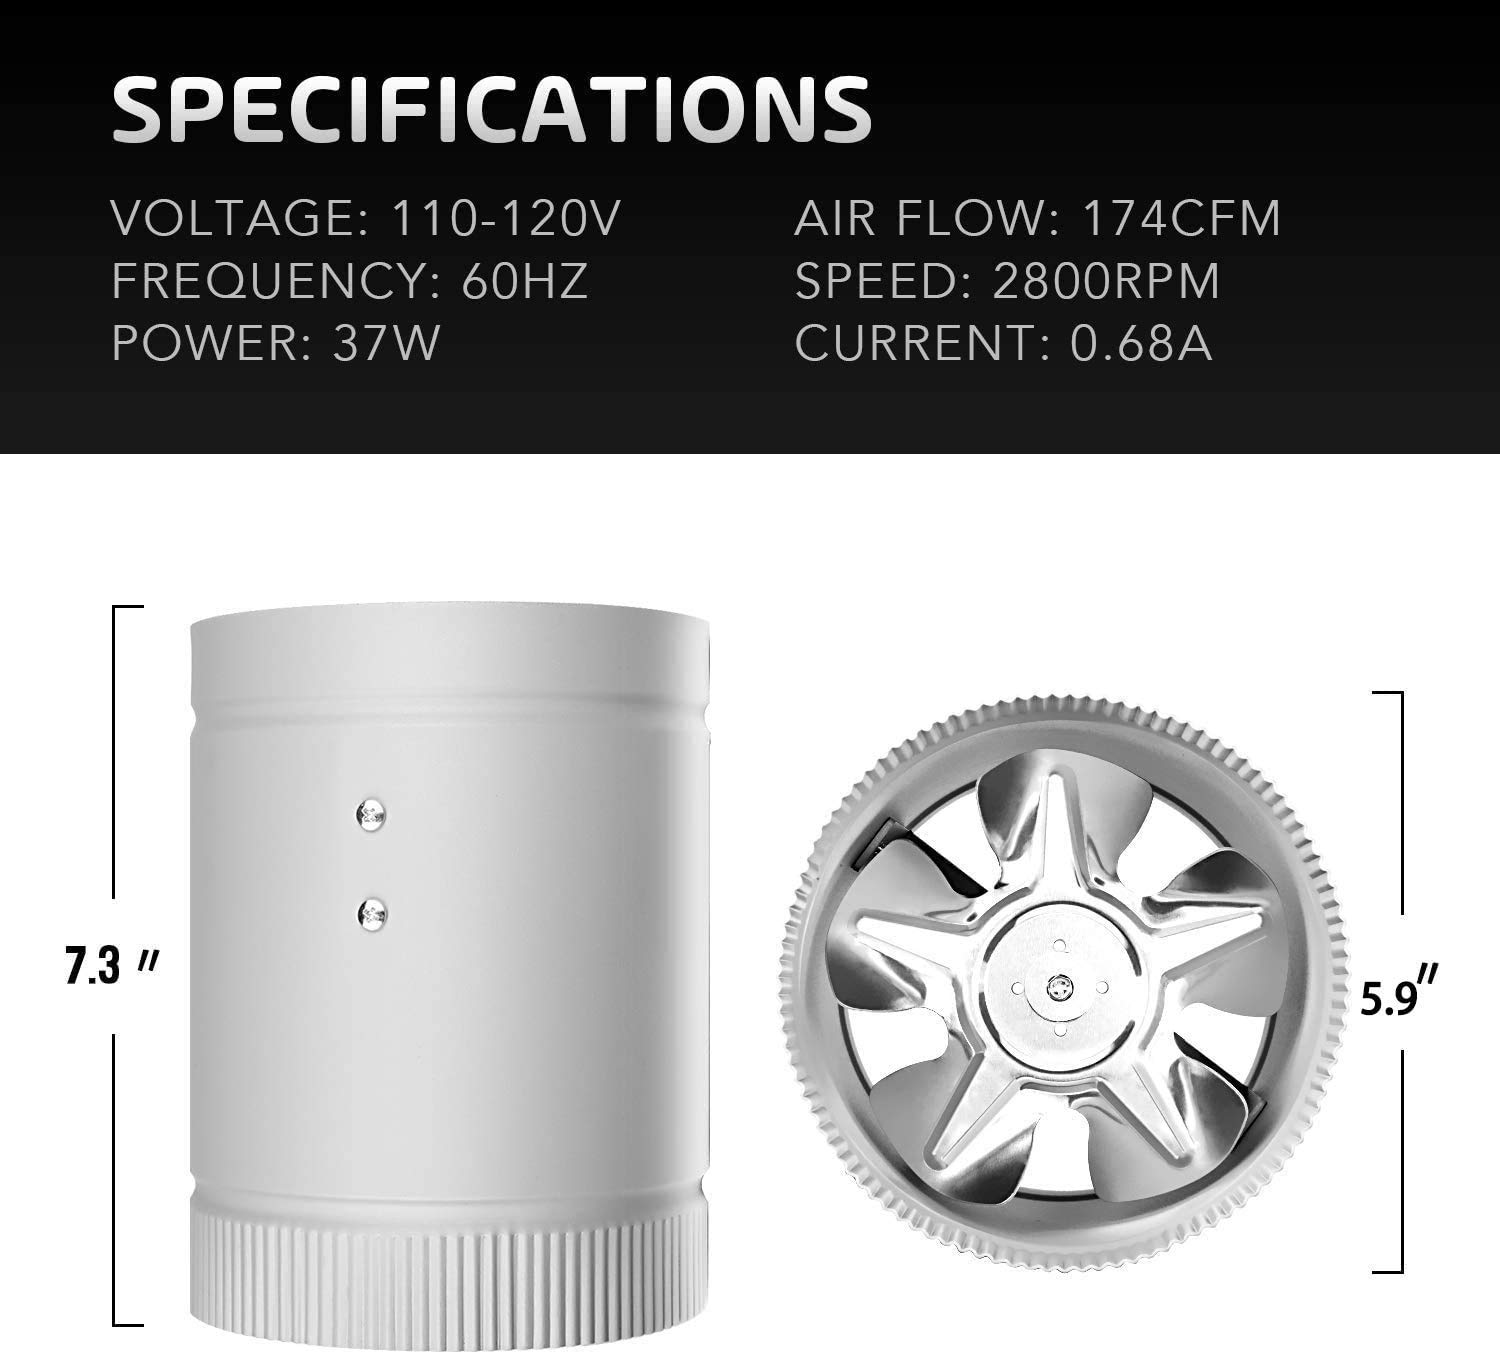 SPECIFICATIONS
VOLTAGE: 110-120V
FREQUENCY: 60HZ
POWER: 37W
AIR FLOW: 174CFM
SPEED: 2800RPM
CURRENT: 0.68A
7.3"
5.9"